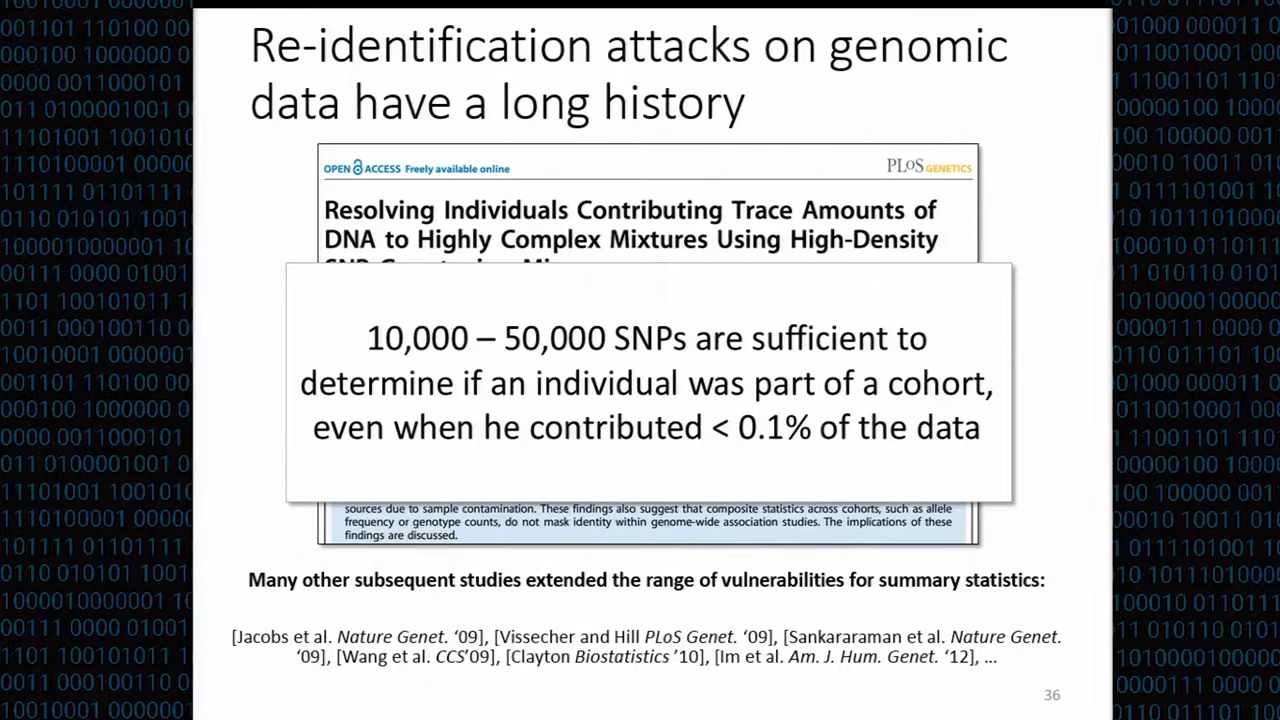 Re-identification attacks on genomic
data have a long history
OPEN ACCESS Freely available online
PLoS GENETICS
Resolving Individuals Contributing Trace Amounts of
DNA to Highly Complex Mixtures Using High-Density
10,000 – 50,000 SNPs are sufficient to
determine if an individual was part of a cohort,
even when he contributed < 0.1% of the data
sources due to sample contamination. These findings also suggest that composite statistics across cohorts, such as allele
frequency or genotype counts, do not mask identity within genome-wide association studies. The implications of these
findings are discussed.
Many other subsequent studies extended the range of vulnerabilities for summary statistics:
[Jacobs et al. Nature Genet. ‘09], [Vissecher and Hill PLoS Genet. ‘09], [Sankararaman et al. Nature Genet.
‘09], [Wang et al. CCS’09], [Clayton Biostatistics ’10], [Im et al. Am. J. Hum. Genet. ‘12], …
36